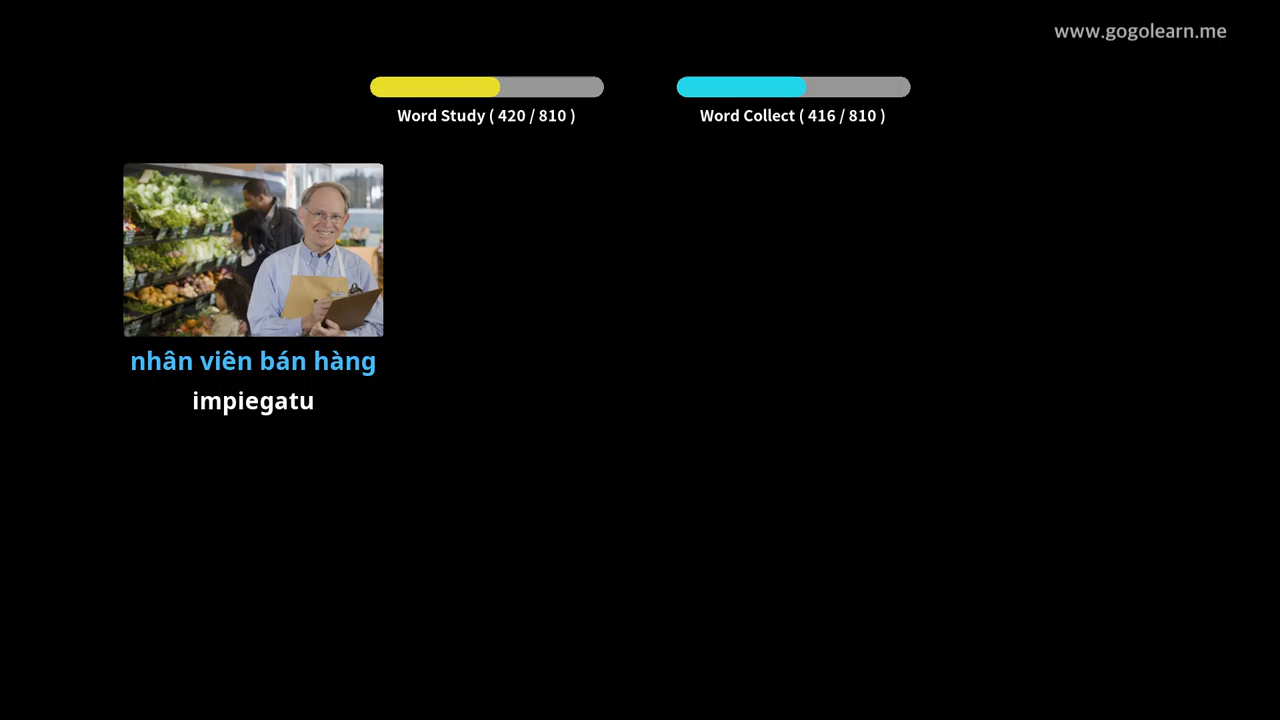 www.gogolearn.me
Word Study ( 420 / 810 )
Word Collect ( 416 / 810 )
nhân viên bán hàng
impiegatu